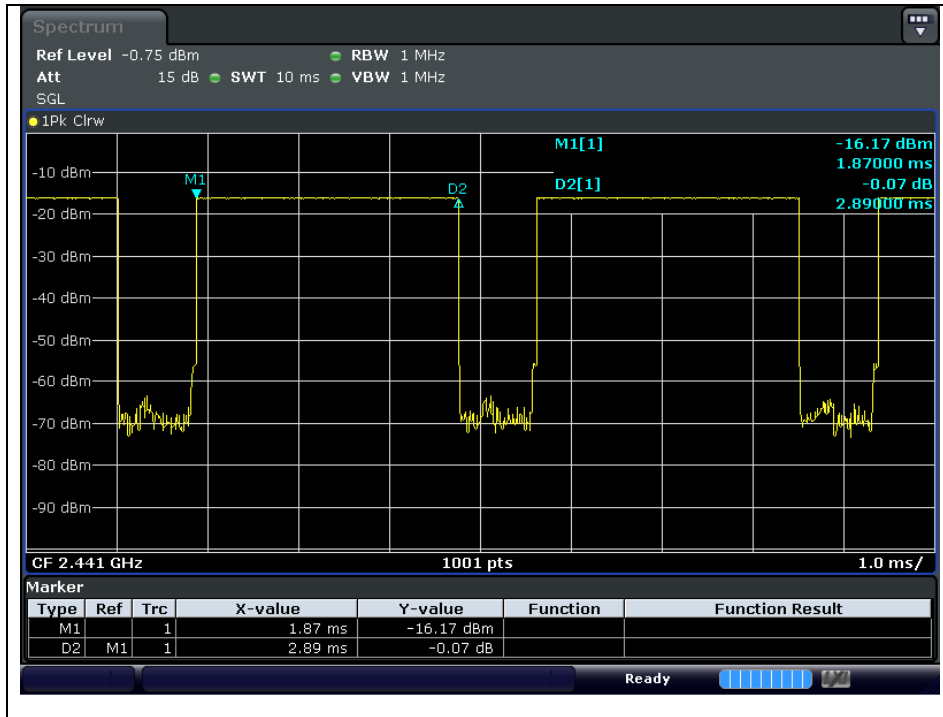 Spectrum
Ref Level -0.75 dBm RBW 1 MHz
Att 15 dB SWT 10 ms VBW 1 MHz
SGL
1Pk Clrw
M1[1] -16.17 dBm
1.87000 ms
D2[1] -0.07 dB
2.89000 ms
M1
D2
-10 dBm
-20 dBm
-30 dBm
-40 dBm
-50 dBm
-60 dBm
-70 dBm
-80 dBm
-90 dBm
CF 2.441 GHz 1001 pts 1.0 ms/
Marker
Type Ref Trc X-value Y-value Function Function Result
M1 1 1.87 ms -16.17 dBm
D2 M1 1 2.89 ms -0.07 dB
Ready